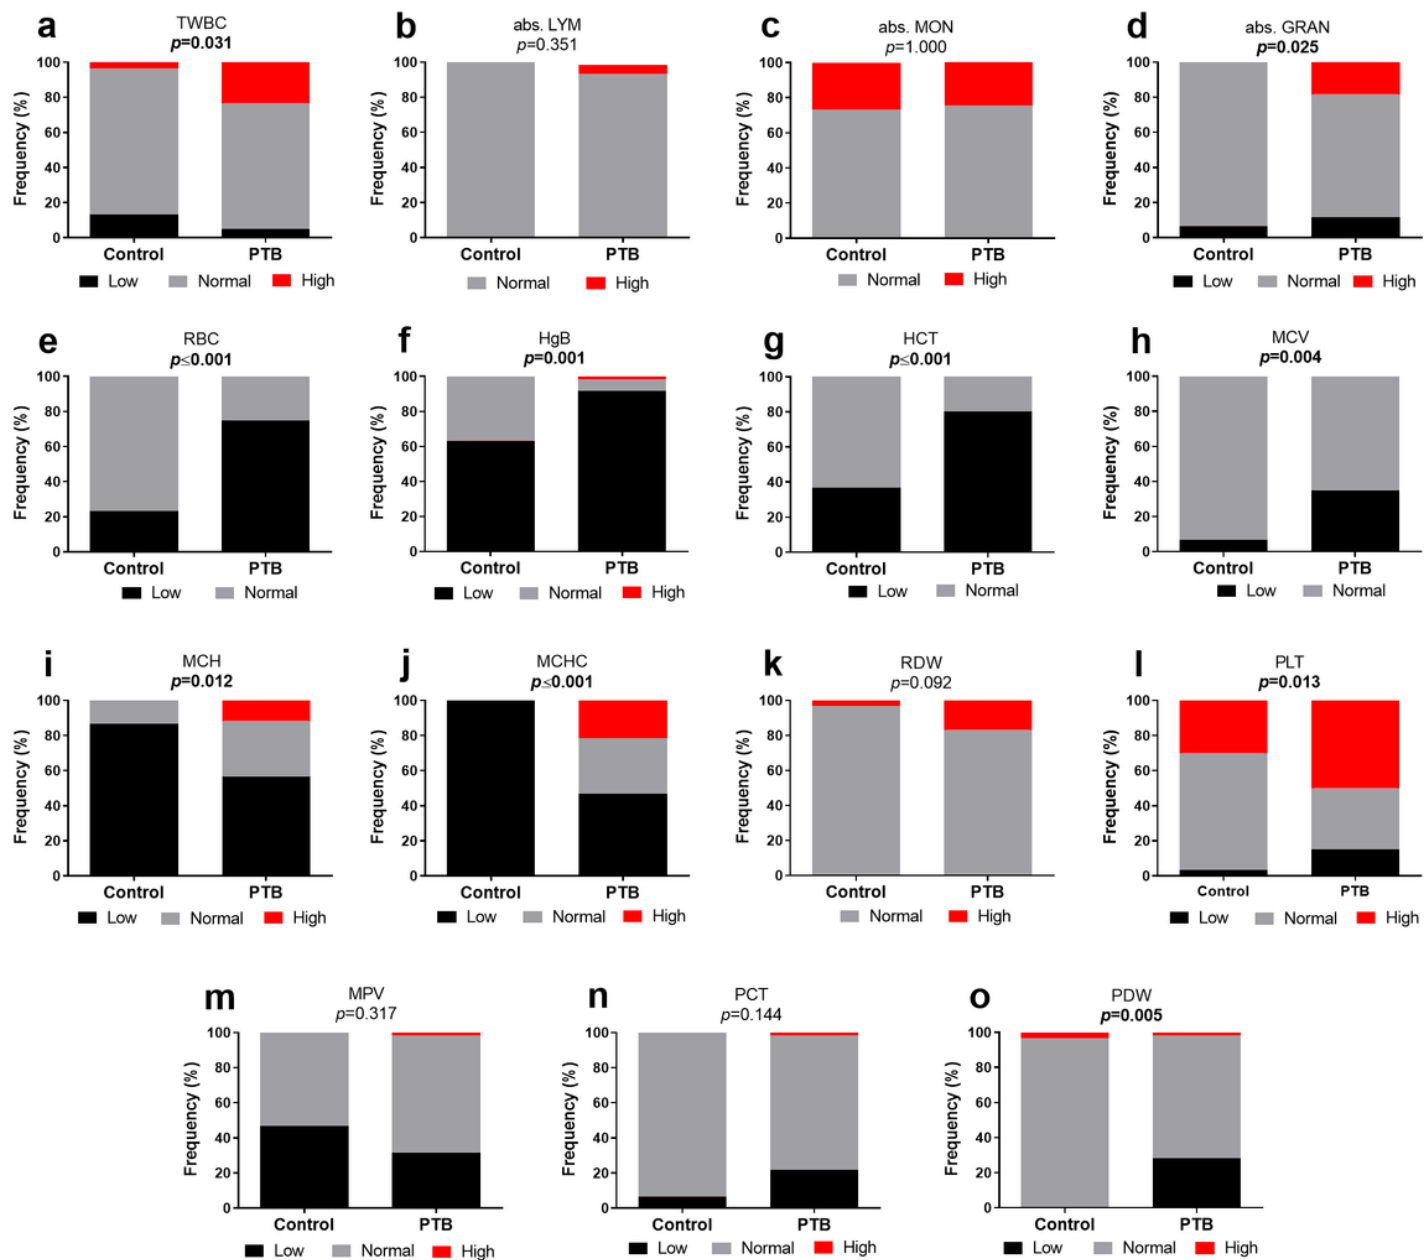 a
TWBC
p=0.031
Frequency (%)
100
80
60
40
20
0
Control PTB
Low Normal High
b
abs. LYM
p=0.351
Frequency (%)
100
80
60
40
20
0
Control PTB
Normal High
c
abs. MON
p=1.000
Frequency (%)
100
80
60
40
20
0
Control PTB
Normal High
d
abs. GRAN
p=0.025
Frequency (%)
100
80
60
40
20
0
Control PTB
Low Normal High
e
RBC
p≤0.001
Frequency (%)
100
80
60
40
20
0
Control PTB
Low Normal
f
HgB
p=0.001
Frequency (%)
100
80
60
40
20
0
Control PTB
Low Normal High
g
HCT
p≤0.001
Frequency (%)
100
80
60
40
20
0
Control PTB
Low Normal
h
MCV
p=0.004
Frequency (%)
100
80
60
40
20
0
Control PTB
Low Normal
i
MCH
p=0.012
Frequency (%)
100
80
60
40
20
0
Control PTB
Low Normal High
j
MCHC
p≤0.001
Frequency (%)
100
80
60
40
20
0
Control PTB
Low Normal High
k
RDW
p=0.092
Frequency (%)
100
80
60
40
20
0
Control PTB
Normal High
l
PLT
p=0.013
Frequency (%)
100
80
60
40
20
0
Control PTB
Low Normal High
m
MPV
p=0.317
Frequency (%)
100
80
60
40
20
0
Control PTB
Low Normal High
n
PCT
p=0.144
Frequency (%)
100
80
60
40
20
0
Control PTB
Low Normal High
o
PDW
p=0.005
Frequency (%)
100
80
60
40
20
0
Control PTB
Low Normal High